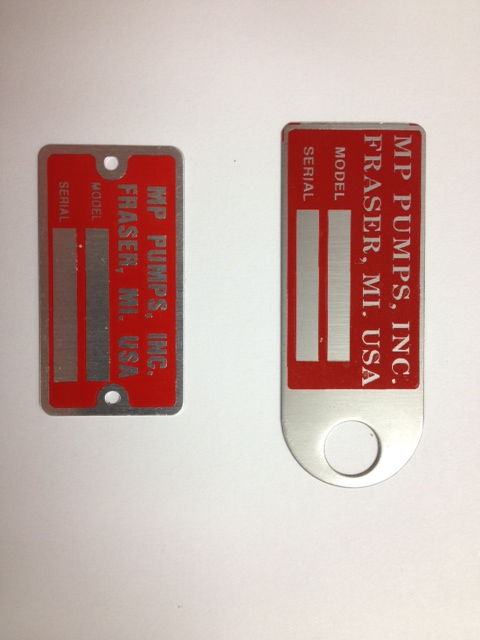 MP PUMPS, INC.
FRASER, MI. USA
MODEL
SERIAL
MP PUMPS, INC.
FRASER, MI. USA
MODEL
SERIAL